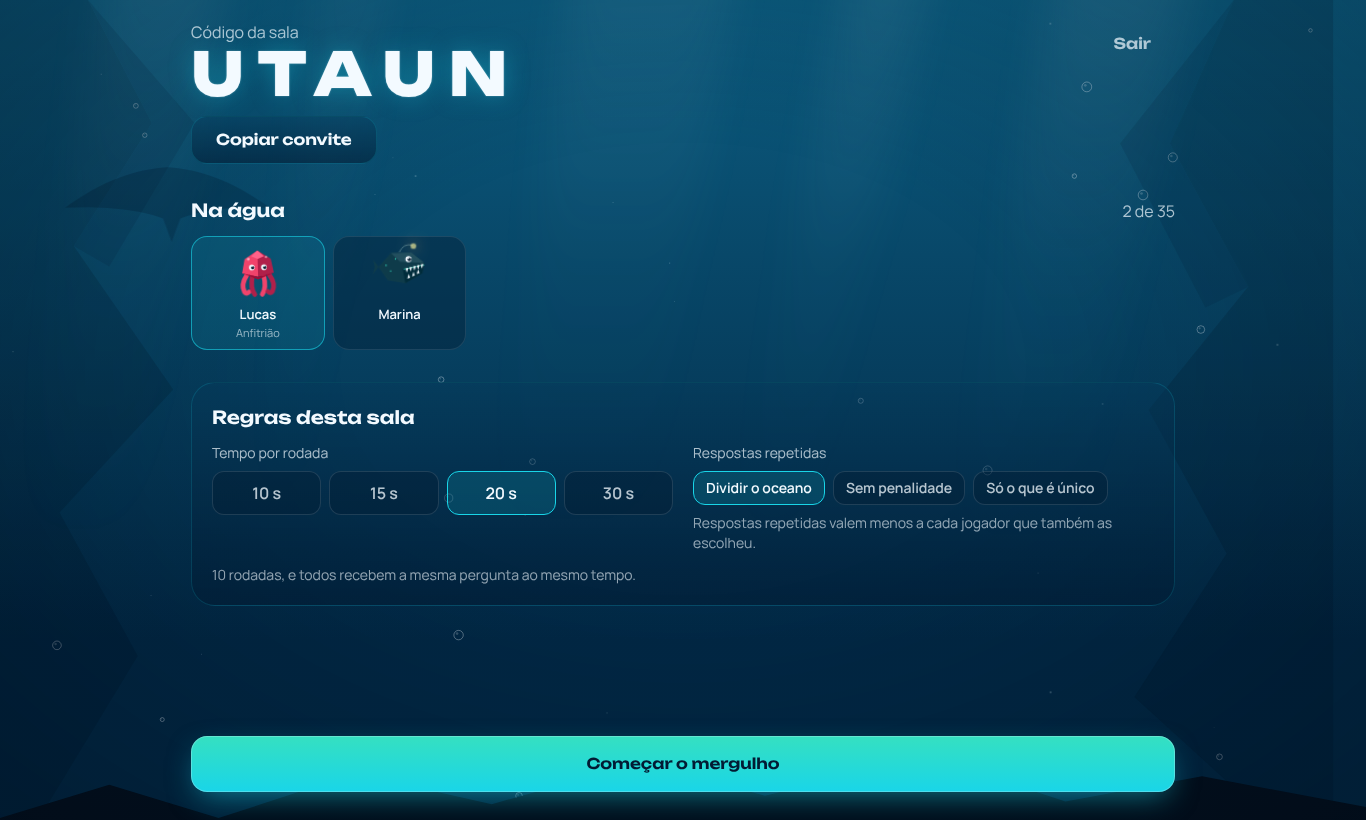 Código da sala
UTAUN
Sair
Copiar convite
Na água
2 de 35
Lucas
Anfitrião
Marina
Regras desta sala
Tempo por rodada
10 s
15 s
20 s
30 s
Respostas repetidas
Dividir o oceano
Sem penalidade
Só o que é único
Respostas repetidas valem menos a cada jogador que também as
escolheu.
10 rodadas, e todos recebem a mesma pergunta ao mesmo tempo.
Começar o mergulho